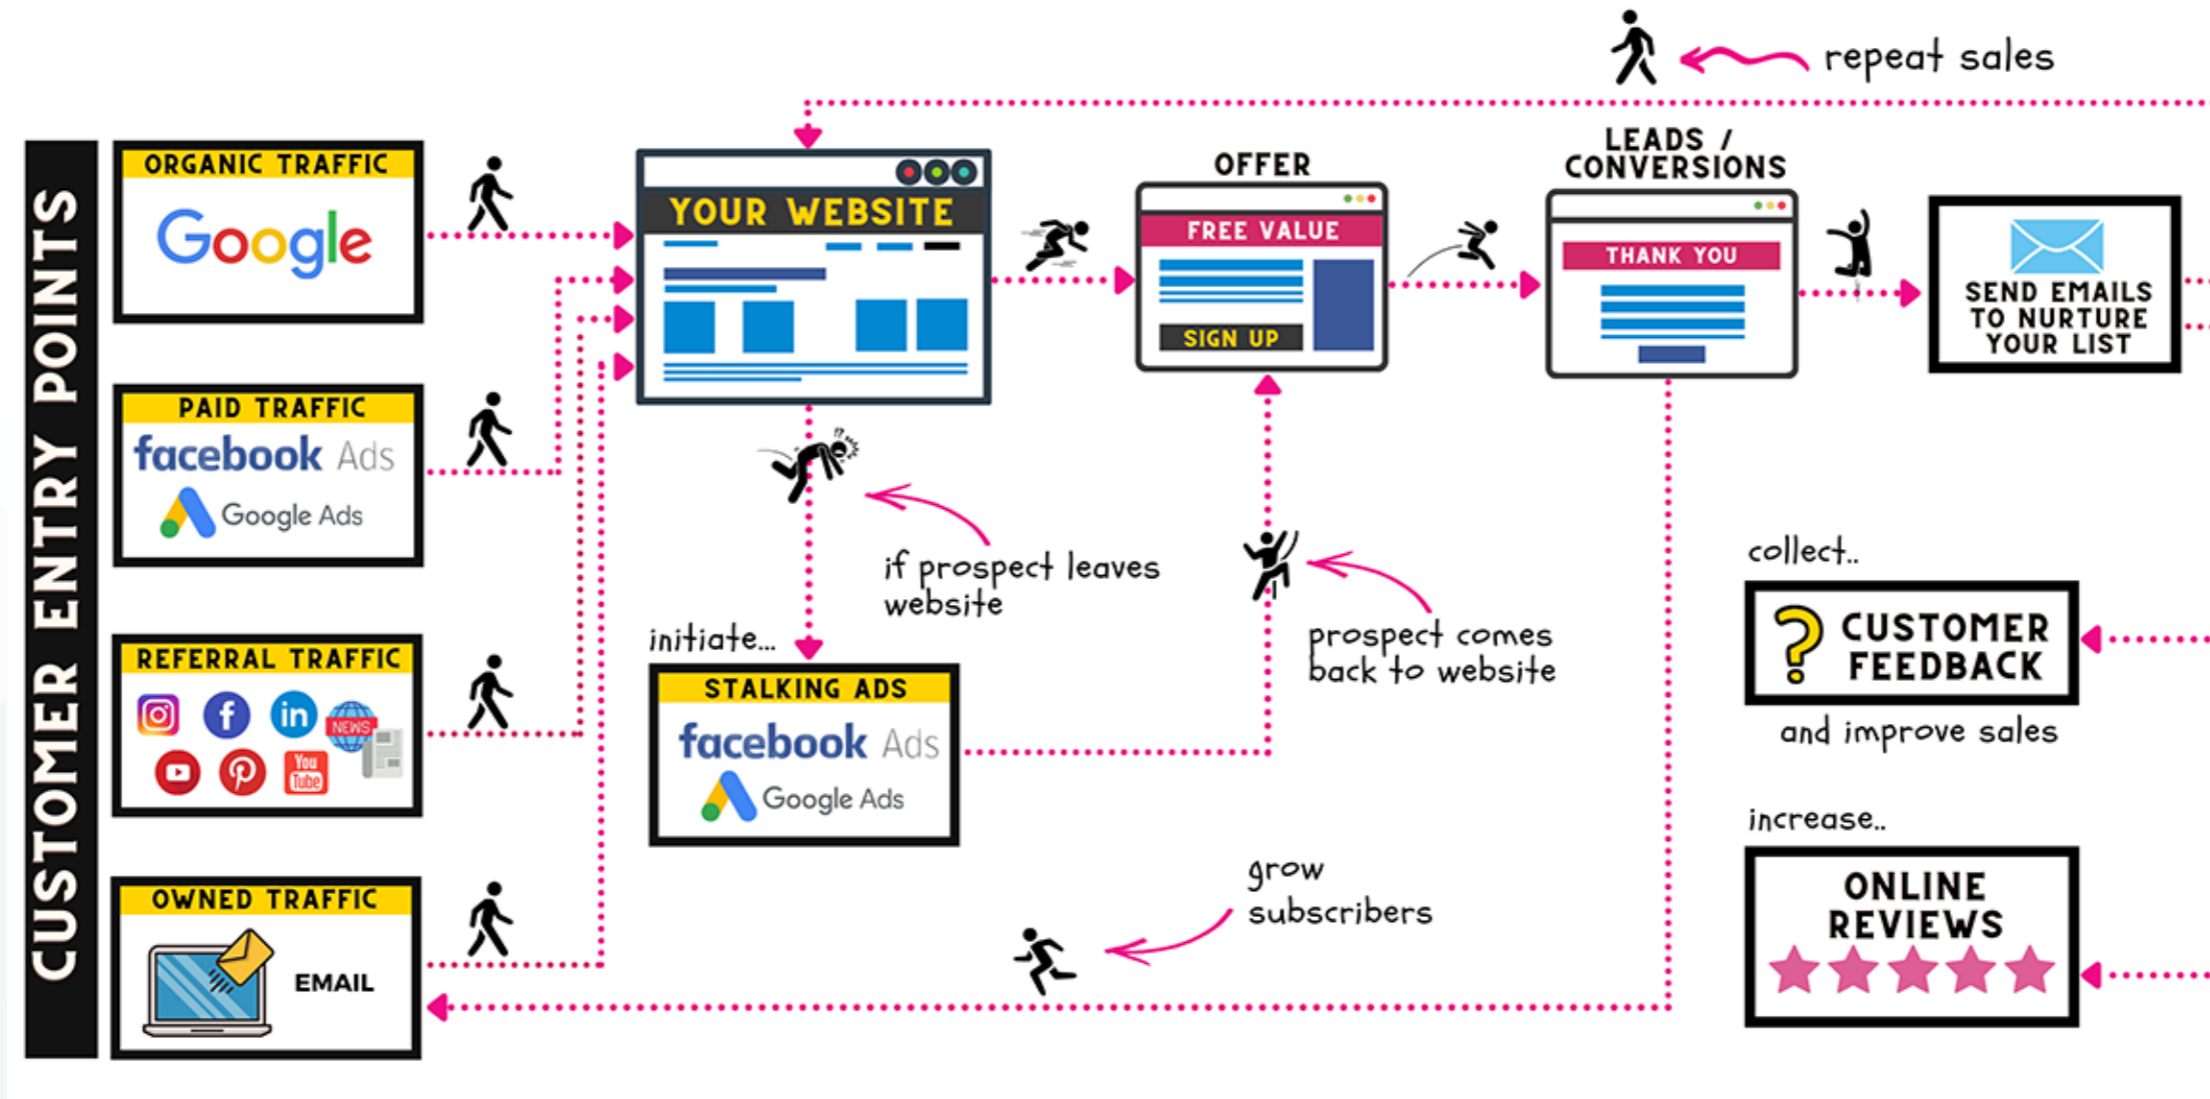 repeat sales
CUSTOMER ENTRY POINTS
ORGANIC TRAFFIC
Google
PAID TRAFFIC
facebook Ads
Google Ads
REFERRAL TRAFFIC
in
NEWS
You
Tube
OWNED TRAFFIC
EMAIL
YOUR WEBSITE
if prospect leaves
website
initiate...
STALKING ADS
facebook Ads
Google Ads
OFFER
FREE VALUE
SIGN UP
prospect comes
back to website
grow
subscribers
LEADS /
CONVERSIONS
THANK YOU
SEND EMAILS
TO NURTURE
YOUR LIST
collect..
? CUSTOMER
FEEDBACK
and improve sales
increase..
ONLINE
REVIEWS